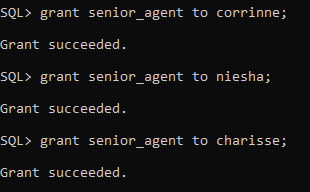 SQL> grant senior_agent to corrinne;
Grant succeeded.
SQL> grant senior_agent to niesha;
Grant succeeded.
SQL> grant senior_agent to charisse;
Grant succeeded.